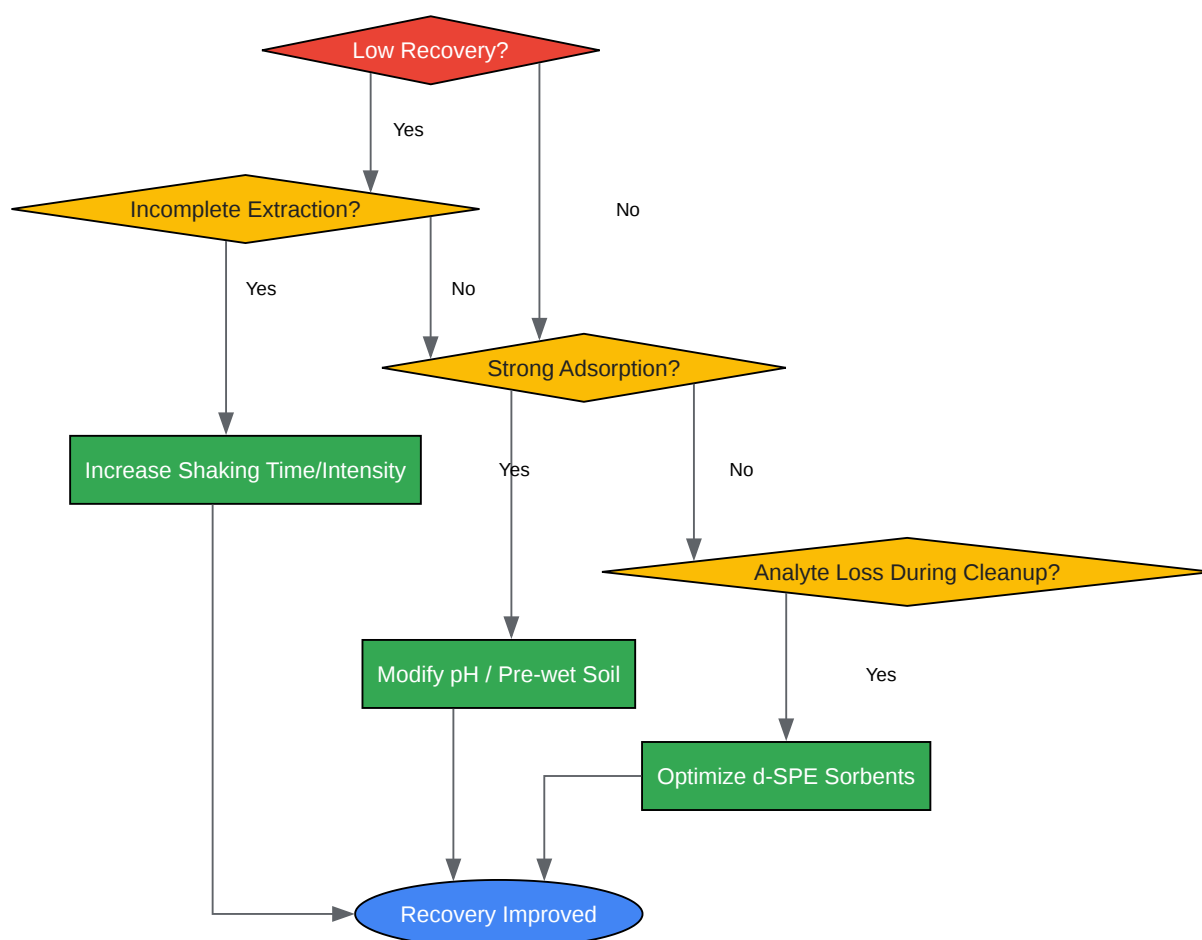 Low Recovery?
Yes
Incomplete Extraction?
No
Yes
No
Strong Adsorption?
Increase Shaking Time/Intensity
Yes
No
Analyte Loss During Cleanup?
Modify pH / Pre-wet Soil
Yes
Optimize d-SPE Sorbents
Recovery Improved